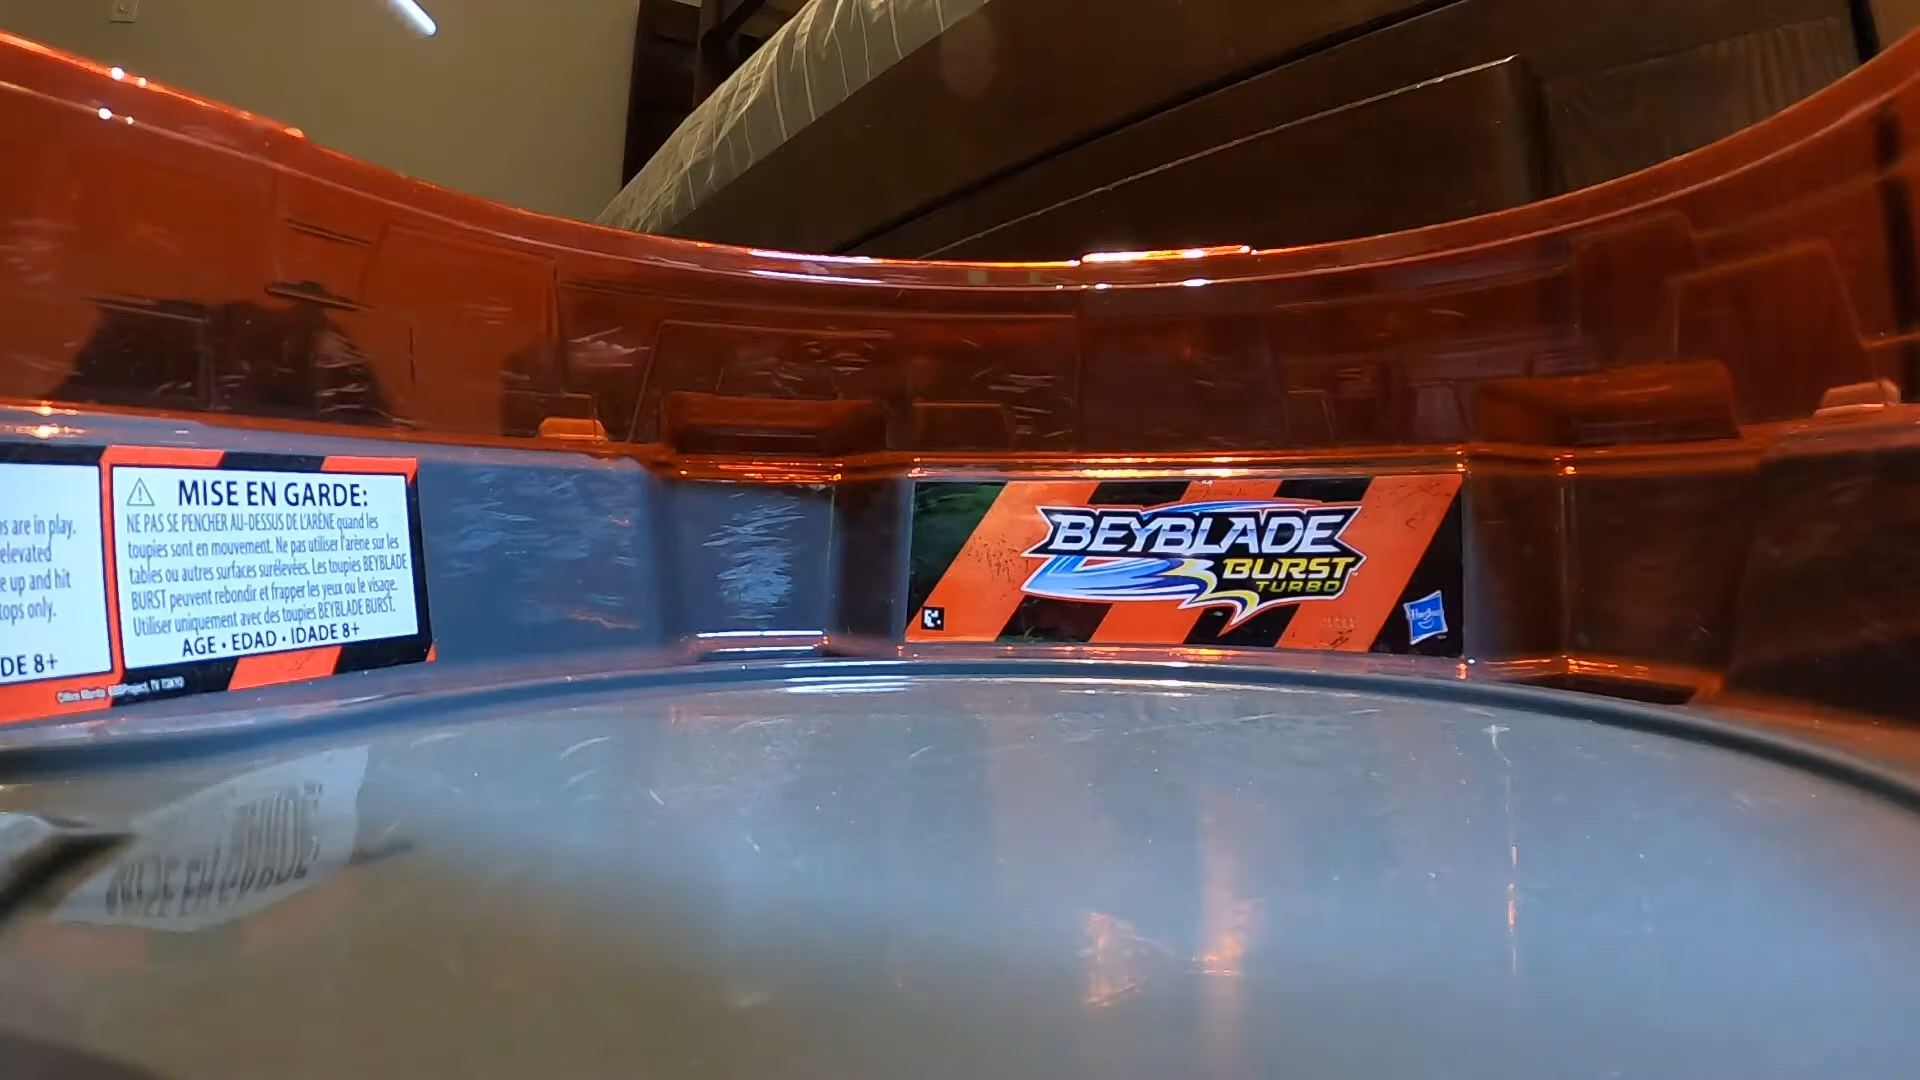 s are in play.
elevated
e up and hit
tops only.
DE 8+
MISE EN GARDE:
NE PAS SE PENCHER AU-DESSUS DE L'ARÈNE quand les
toupies sont en mouvement. Ne pas utiliser l'arène sur les
tables ou autres surfaces surélevées. Les toupies BEYBLADE
BURST peuvent rebondir et frapper les yeux ou le visage.
Utiliser uniquement avec des toupies BEYBLADE BURST.
AGE • EDAD • IDADE 8+
BEYBLADE
BURST
TURBO
Hasbro